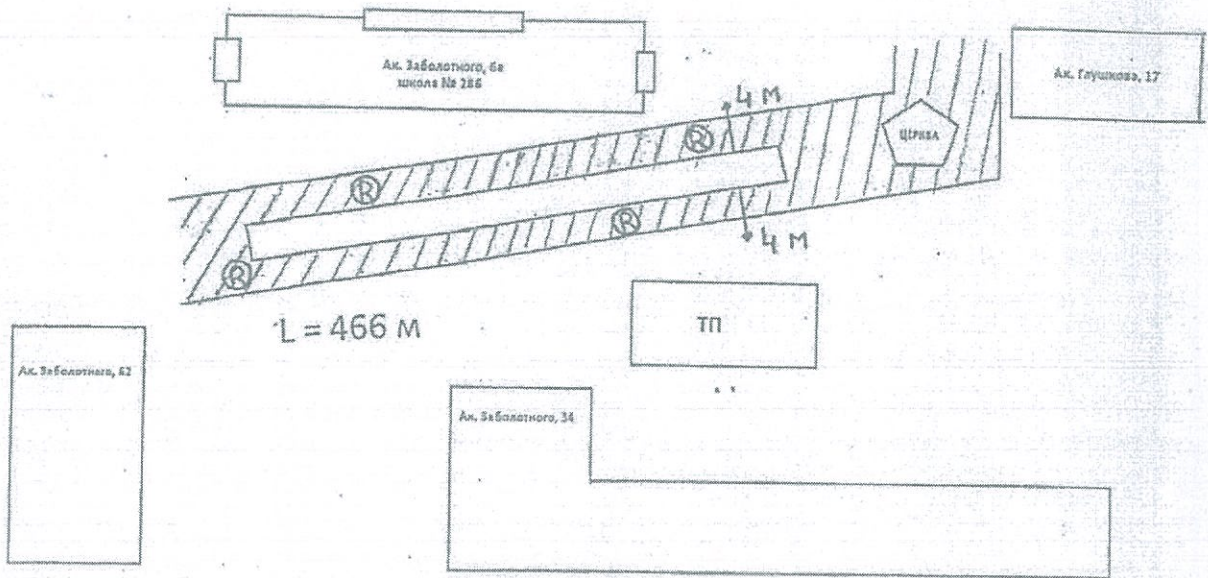 Ак. Заболотного, 6а
школа № 286
Ак. Глушкова, 17
4 м
ЦЕРКВА
R
R
R
R
4 м
L = 466 м
ТП
Ак. Заболотного, 62
Ак. Заболотного, 34